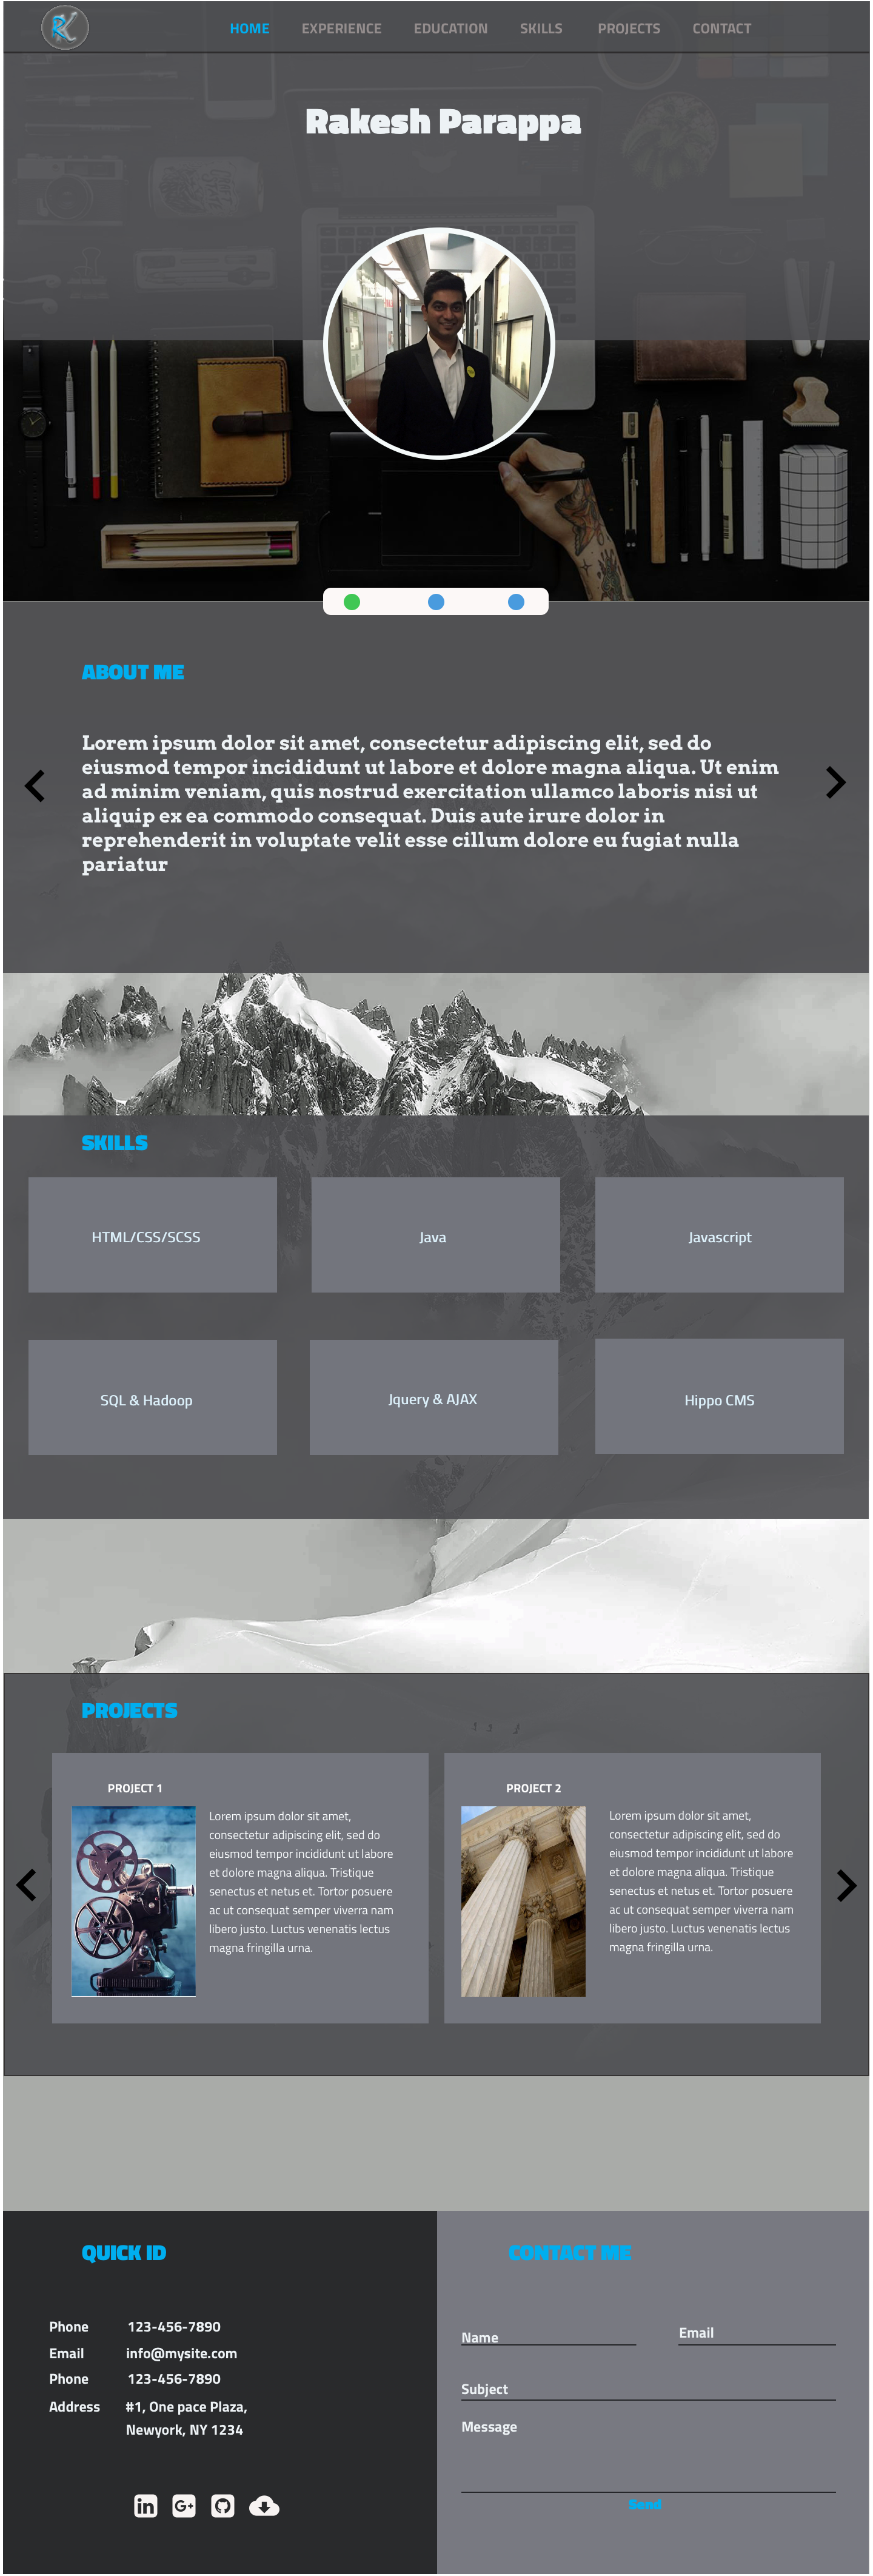 HOME EXPERIENCE EDUCATION SKILLS PROJECTS CONTACT
Rakesh Parappa
ABOUT ME
Lorem ipsum dolor sit amet, consectetur adipiscing elit, sed do
eiusmod tempor incididunt ut labore et dolore magna aliqua. Ut enim
ad minim veniam, quis nostrud exercitation ullamco laboris nisi ut
aliquip ex ea commodo consequat. Duis aute irure dolor in
reprehenderit in voluptate velit esse cillum dolore eu fugiat nulla
pariatur
SKILLS
HTML/CSS/SCSS
Java
Javascript
SQL & Hadoop
Jquery & AJAX
Hippo CMS
PROJECTS
PROJECT 1
Lorem ipsum dolor sit amet,
consectetur adipiscing elit, sed do
eiusmod tempor incididunt ut labore
et dolore magna aliqua. Tristique
senectus et netus et. Tortor posuere
ac ut consequat semper viverra nam
libero justo. Luctus venenatis lectus
magna fringilla urna.
PROJECT 2
Lorem ipsum dolor sit amet,
consectetur adipiscing elit, sed do
eiusmod tempor incididunt ut labore
et dolore magna aliqua. Tristique
senectus et netus et. Tortor posuere
ac ut consequat semper viverra nam
libero justo. Luctus venenatis lectus
magna fringilla urna.
QUICK ID
Phone 123-456-7890
Email info@mysite.com
Phone 123-456-7890
Address #1, One pace Plaza,
Newyork, NY 1234
in G+
CONTACT ME
Name
Email
Subject
Message
Send